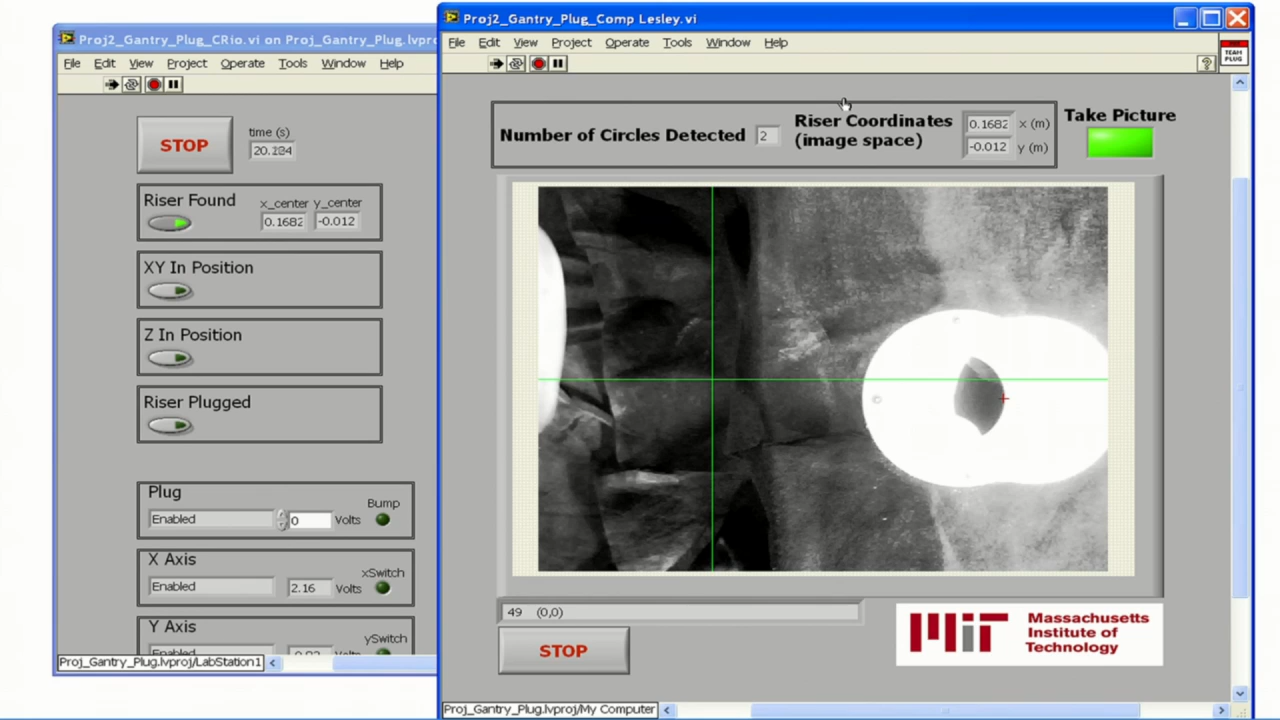 Proj2_Gantry_Plug_CRio.vi on Proj_Gantry_Plug.lvpro
File Edit View Project Operate Tools Window Help
STOP
time (s)
Riser Found
x_center y_center
0.1682 -0.012
XY In Position
Z In Position
Riser Plugged
Plug
Bump
Enabled 0 Volts
X Axis
xSwitch
Enabled 2.16 Volts
Y Axis
ySwitch
Proj_Gantry_Plug.lvproj/LabStation1
Proj2_Gantry_Plug_Comp Lesley.vi
File Edit View Project Operate Tools Window Help
TEAM
PLUG
Number of Circles Detected 2
Riser Coordinates
(image space)
0.1682 x (m)
-0.012 y (m)
Take Picture
49 (0,0)
STOP
MIT
Massachusetts
Institute of
Technology
Proj_Gantry_Plug.lvproj/My Computer